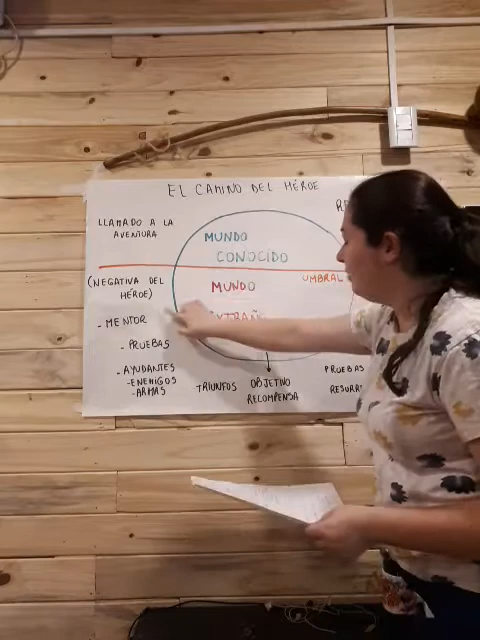 EL CAMINO DEL HÉROE
LLAMADO A LA
AVENTURA
MUNDO
CONOCIDO
(NEGATIVA DEL
HÉROE)
MUNDO
UMBRAL
- MENTOR
- PRUEBAS
- AYUDANTES
- ENEMIGOS
- ARMAS
TRIUNFOS
OBJETIVO
RECOMPENSA
PRUEBAS